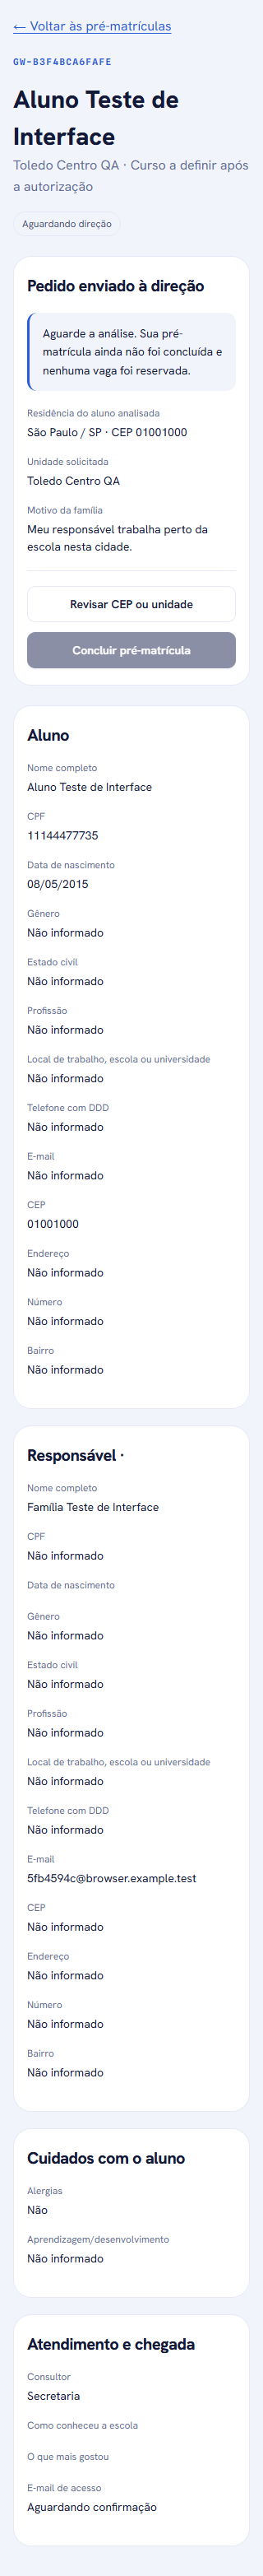 ← Voltar às pré-matrículas
GW-B3F4BCA6FAFE
Aluno Teste de
Interface
Toledo Centro QA · Curso a definir após
a autorização
Aguardando direção
Pedido enviado à direção
Aguarde a análise. Sua pré-
matrícula ainda não foi concluída e
nenhuma vaga foi reservada.
Residência do aluno analisada
São Paulo / SP · CEP 01001000
Unidade solicitada
Toledo Centro QA
Motivo da família
Meu responsável trabalha perto da
escola nesta cidade.
Revisar CEP ou unidade
Concluir pré-matrícula
Aluno
Nome completo
Aluno Teste de Interface
CPF
11144477735
Data de nascimento
08/05/2015
Gênero
Não informado
Estado civil
Não informado
Profissão
Não informado
Local de trabalho, escola ou universidade
Não informado
Telefone com DDD
Não informado
E-mail
Não informado
CEP
01001000
Endereço
Não informado
Número
Não informado
Bairro
Não informado
Responsável ·
Nome completo
Família Teste de Interface
CPF
Não informado
Data de nascimento
Gênero
Não informado
Estado civil
Não informado
Profissão
Não informado
Local de trabalho, escola ou universidade
Não informado
Telefone com DDD
Não informado
E-mail
5fb4594c@browser.example.test
CEP
Não informado
Endereço
Não informado
Número
Não informado
Bairro
Não informado
Cuidados com o aluno
Alergias
Não
Aprendizagem/desenvolvimento
Não informado
Atendimento e chegada
Consultor
Secretaria
Como conheceu a escola
O que mais gostou
E-mail de acesso
Aguardando confirmação